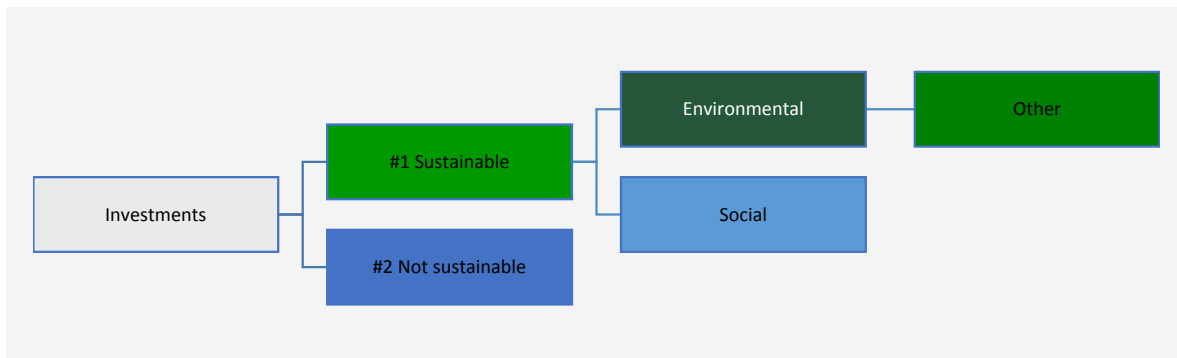 Investments
#1 Sustainable
#2 Not sustainable
Environmental
Social
Other